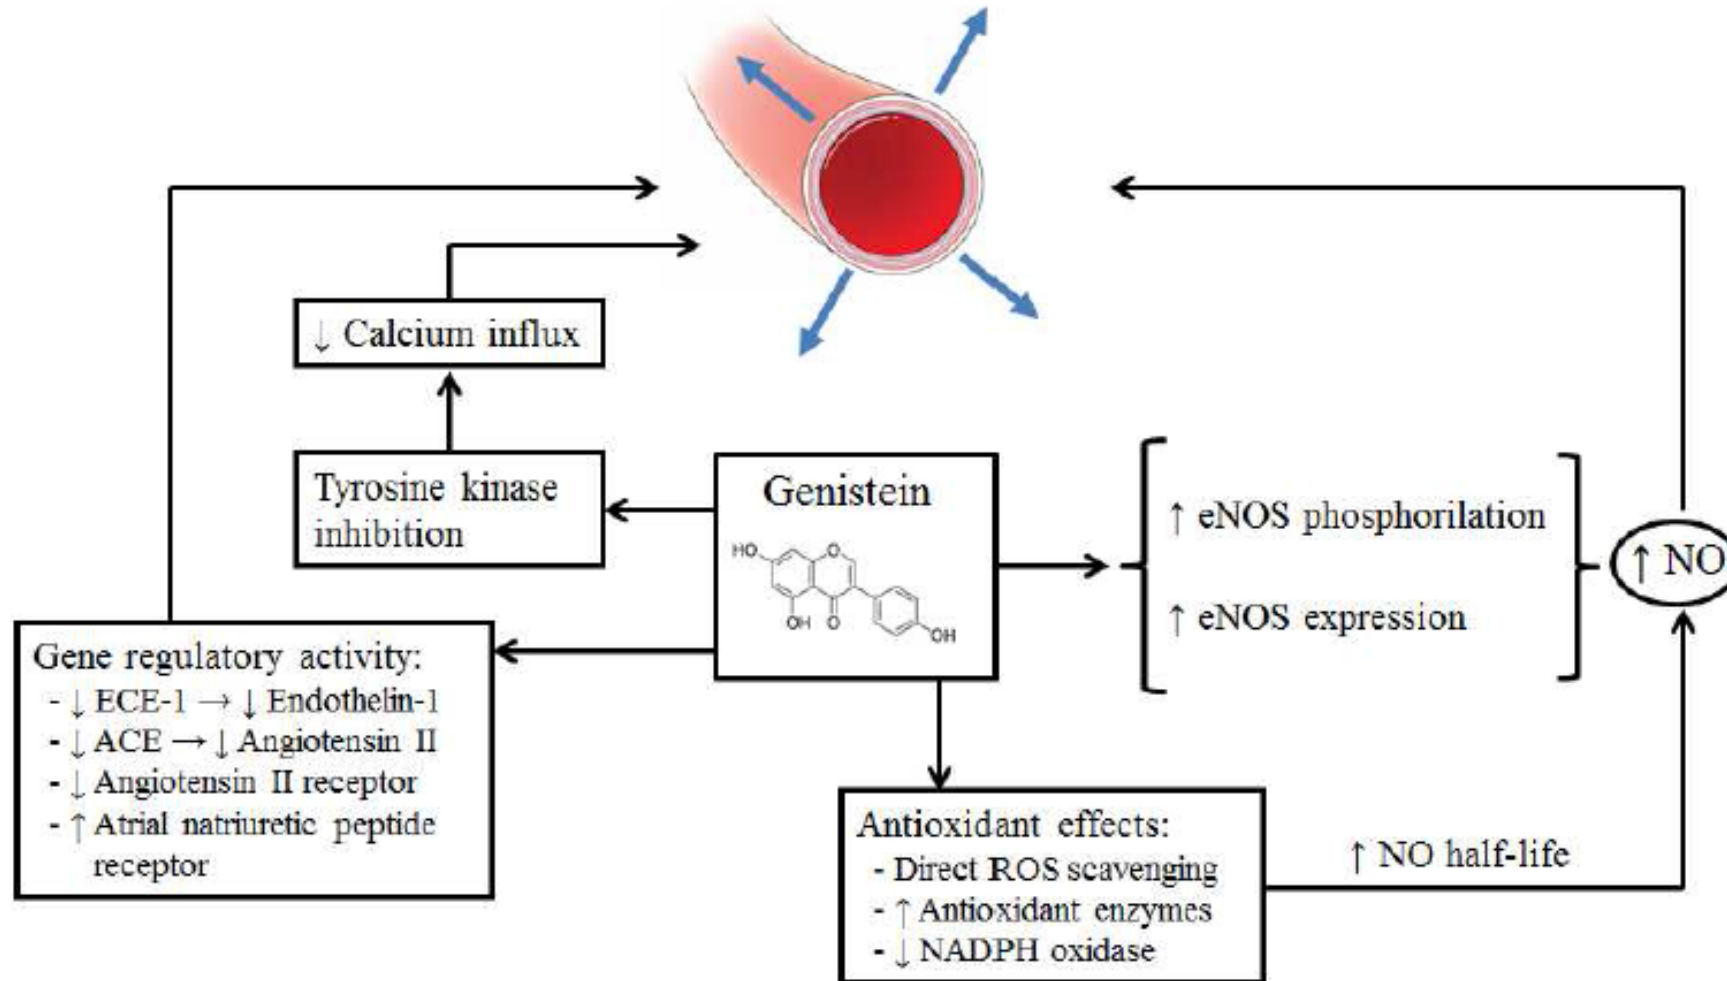 ↓ Calcium influx
Tyrosine kinase
inhibition
Genistein
HO
O
OH
O
OH
↑ eNOS phosphorilation
↑ eNOS expression
↑ NO
Gene regulatory activity:
- ↓ ECE-1 → ↓ Endothelin-1
- ↓ ACE → ↓ Angiotensin II
- ↓ Angiotensin II receptor
- ↑ Atrial natriuretic peptide
receptor
Antioxidant effects:
- Direct ROS scavenging
- ↑ Antioxidant enzymes
- ↓ NADPH oxidase
↑ NO half-life